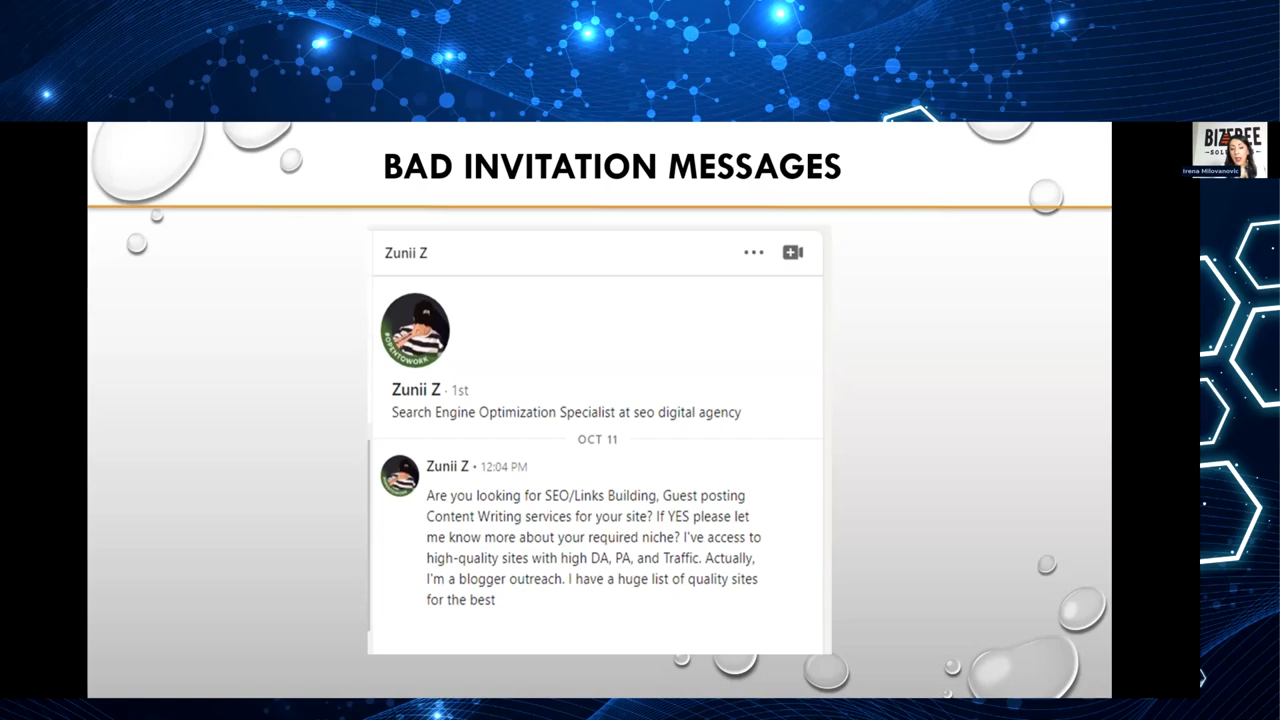 BAD INVITATION MESSAGES
Zunii Z
#OPENTOWORK
Zunii Z · 1st
Search Engine Optimization Specialist at seo digital agency
OCT 11
Zunii Z • 12:04 PM
Are you looking for SEO/Links Building, Guest posting
Content Writing services for your site? If YES please let
me know more about your required niche? I've access to
high-quality sites with high DA, PA, and Traffic. Actually,
I'm a blogger outreach. I have a huge list of quality sites
for the best
Irena Milovanovic